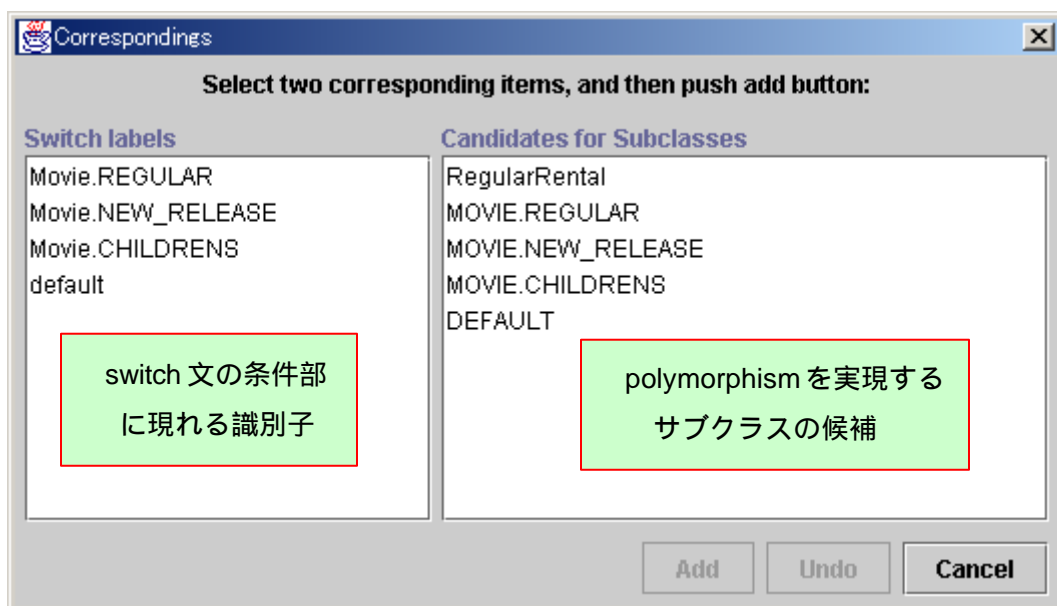 Correspondings
Select two corresponding items, and then push add button:
Switch labels
Movie.REGULAR
Movie.NEW_RELEASE
Movie.CHILDRENS
default
switch 文の条件部
に現れる識別子
Candidates for Subclasses
RegularRental
MOVIE.REGULAR
MOVIE.NEW_RELEASE
MOVIE.CHILDRENS
DEFAULT
polymorphism を実現する
サブクラスの候補
Add
Undo
Cancel